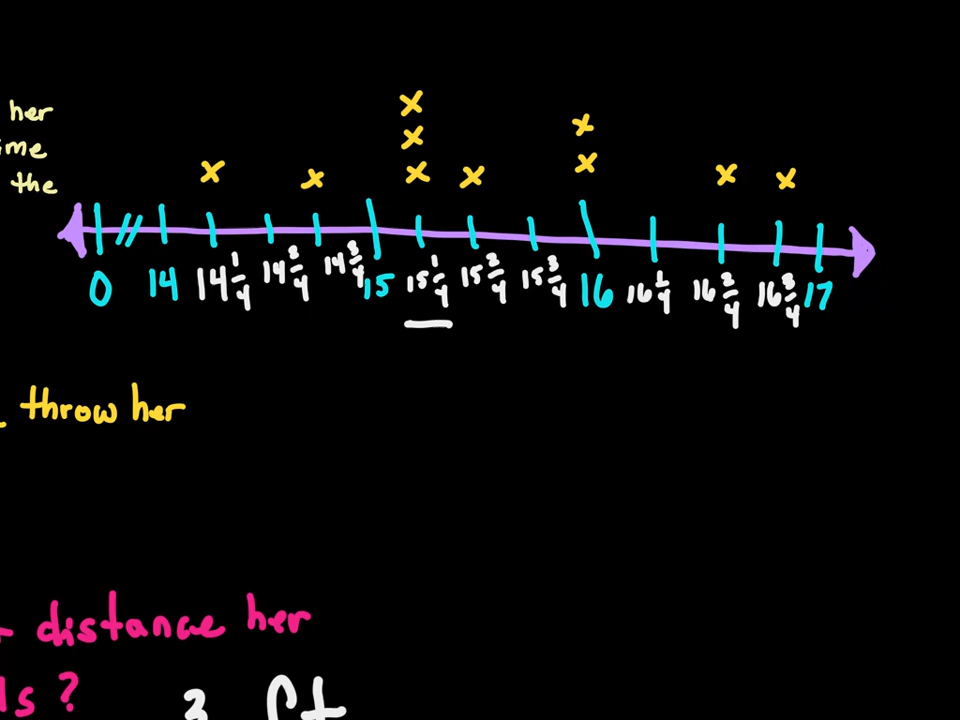 her
ime
the
x
x x
x x
x x x x x x
0 14 14 1/4 14 2/4 14 3/4 15 15 1/4 15 2/4 15 3/4 16 16 1/4 16 2/4 16 3/4 17
throw her
distance her
ls ?
3 ft